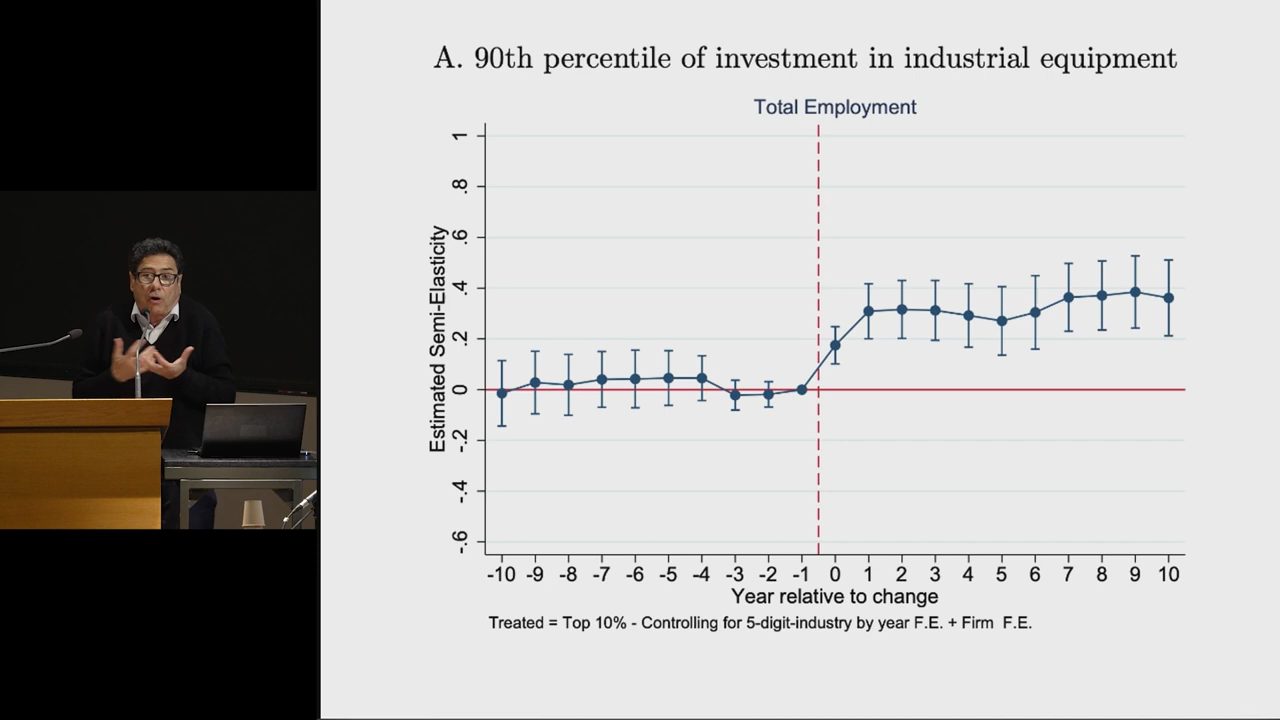 A. 90th percentile of investment in industrial equipment
Total Employment
Estimated Semi-Elasticity
1
.8
.6
.4
.2
0
-.2
-.4
-.6
-10 -9 -8 -7 -6 -5 -4 -3 -2 -1 0 1 2 3 4 5 6 7 8 9 10
Year relative to change
Treated = Top 10% - Controlling for 5-digit-industry by year F.E. + Firm F.E.